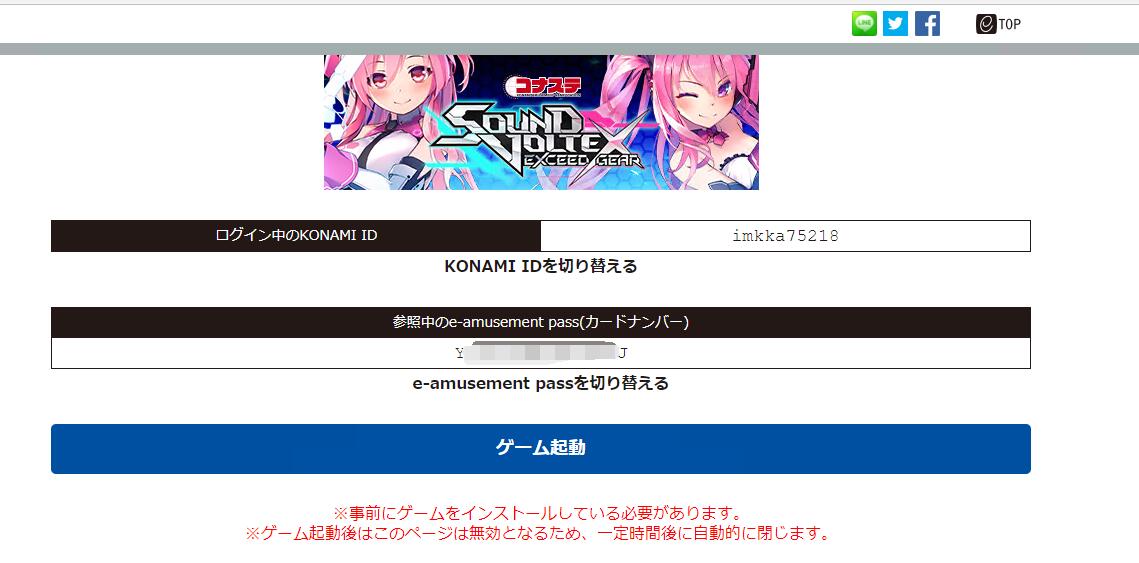 LINE
TOP
コナステ
SOUND
VOLTEX
EXCEED GEAR
ログイン中のKONAMI ID
imkka75218
KONAMI IDを切り替える
参照中のe-amusement pass(カードナンバー)
Y J
e-amusement passを切り替える
ゲーム起動
※事前にゲームをインストールしている必要があります。
※ゲーム起動後はこのページは無効となるため、一定時間後に自動的に閉じます。